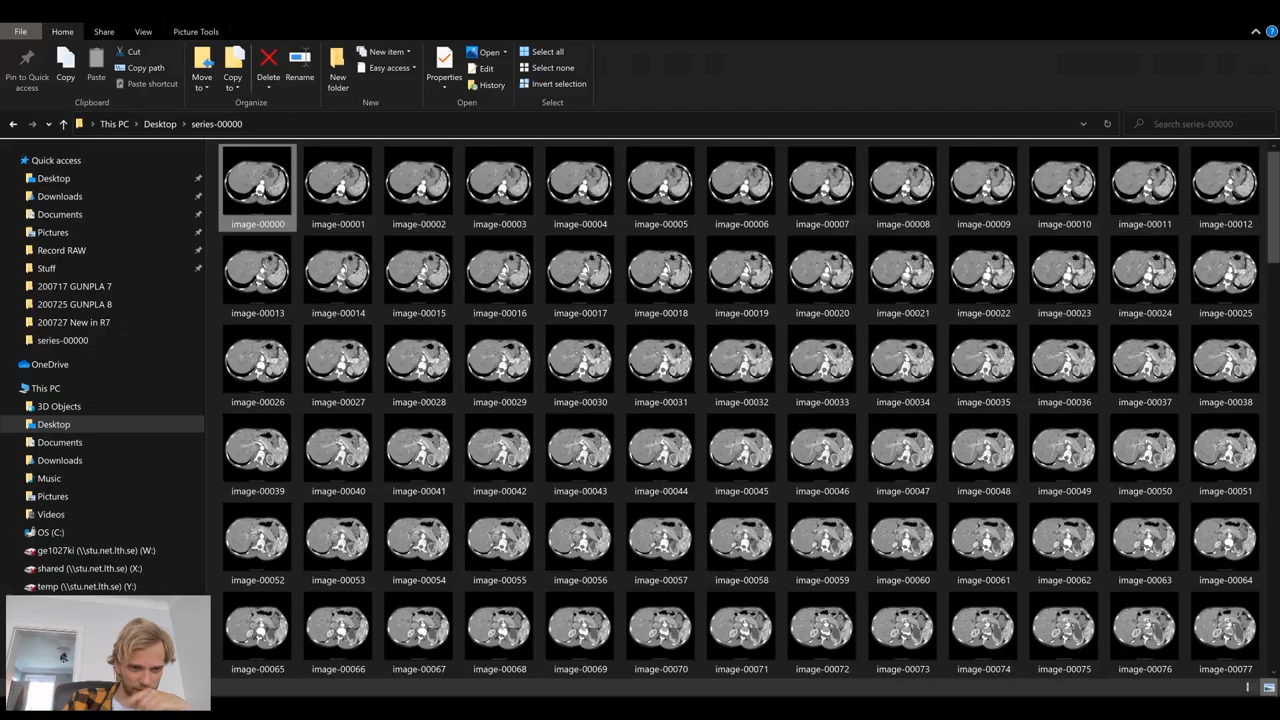 File Home Share View Picture Tools
Pin to Quick access
Copy
Paste
Cut
Copy path
Paste shortcut
Clipboard
Move to
Copy to
Delete
Rename
Organize
New folder
New item
Easy access
New
Properties
Open
Edit
History
Open
Select all
Select none
Invert selection
Select
This PC > Desktop > series-00000
Search series-00000
Quick access
Desktop
Downloads
Documents
Pictures
Record RAW
Stuff
200717 GUNPLA 7
200725 GUNPLA 8
200727 New in R7
series-00000
OneDrive
This PC
3D Objects
Desktop
Documents
Downloads
Music
Pictures
Videos
OS (C:)
ge1027ki (\\stu.net.lth.se) (W:)
shared (\\stu.net.lth.se) (X:)
temp (\\stu.net.lth.se) (Y:)
image-00000 image-00001 image-00002 image-00003 image-00004 image-00005 image-00006 image-00007 image-00008 image-00009 image-00010 image-00011 image-00012
image-00013 image-00014 image-00015 image-00016 image-00017 image-00018 image-00019 image-00020 image-00021 image-00022 image-00023 image-00024 image-00025
image-00026 image-00027 image-00028 image-00029 image-00030 image-00031 image-00032 image-00033 image-00034 image-00035 image-00036 image-00037 image-00038
image-00039 image-00040 image-00041 image-00042 image-00043 image-00044 image-00045 image-00046 image-00047 image-00048 image-00049 image-00050 image-00051
image-00052 image-00053 image-00054 image-00055 image-00056 image-00057 image-00058 image-00059 image-00060 image-00061 image-00062 image-00063 image-00064
image-00065 image-00066 image-00067 image-00068 image-00069 image-00070 image-00071 image-00072 image-00073 image-00074 image-00075 image-00076 image-00077